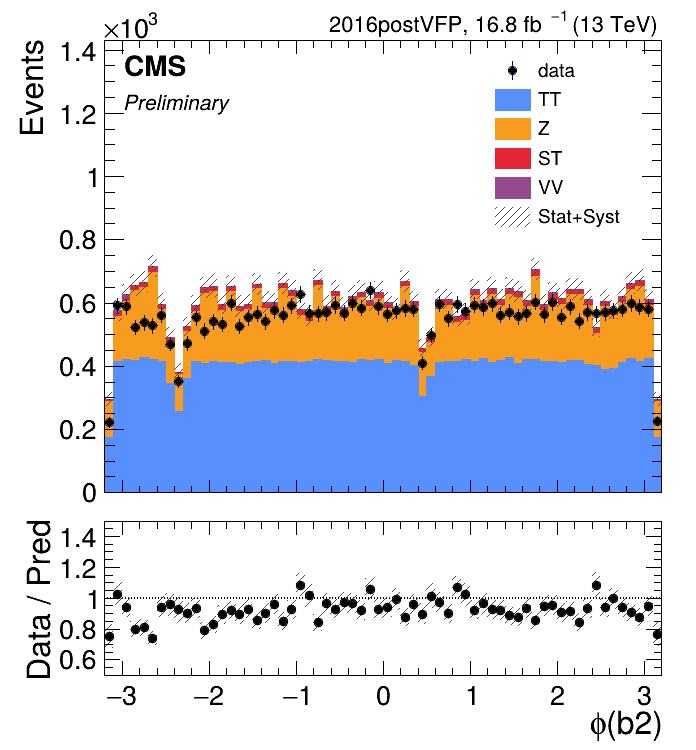 ×10³
2016postVFP, 16.8 fb ⁻¹ (13 TeV)
Events
1.4
1.2
1
0.8
0.6
0.4
0.2
0
CMS
Preliminary
data
TT
Z
ST
VV
Stat+Syst
Data / Pred
1.4
1.2
1
0.8
0.6
−3 −2 −1 0 1 2 3
ϕ(b2)